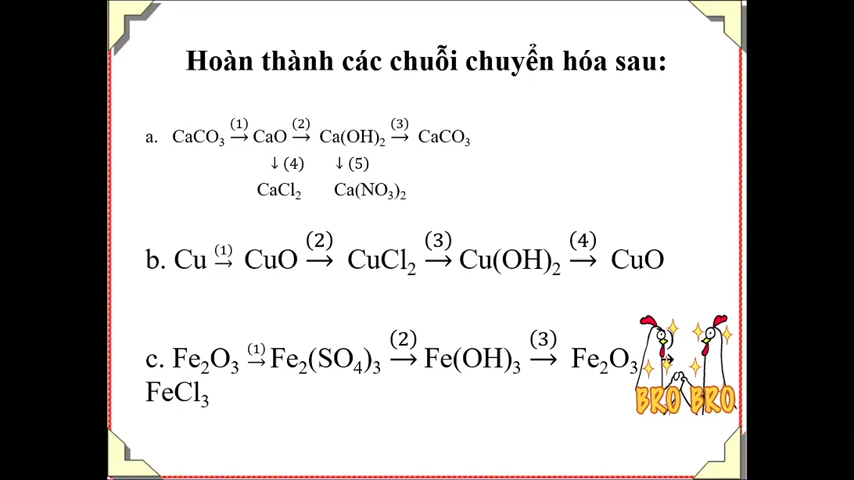 Hoàn thành các chuỗi chuyển hóa sau:
a. CaCO₃ →(1) CaO →(2) Ca(OH)₂ →(3) CaCO₃
↓(4) ↓(5)
CaCl₂ Ca(NO₃)₂
b. Cu →(1) CuO →(2) CuCl₂ →(3) Cu(OH)₂ →(4) CuO
c. Fe₂O₃ →(1) Fe₂(SO₄)₃ →(2) Fe(OH)₃ →(3) Fe₂O₃ →
FeCl₃
BRO BRO